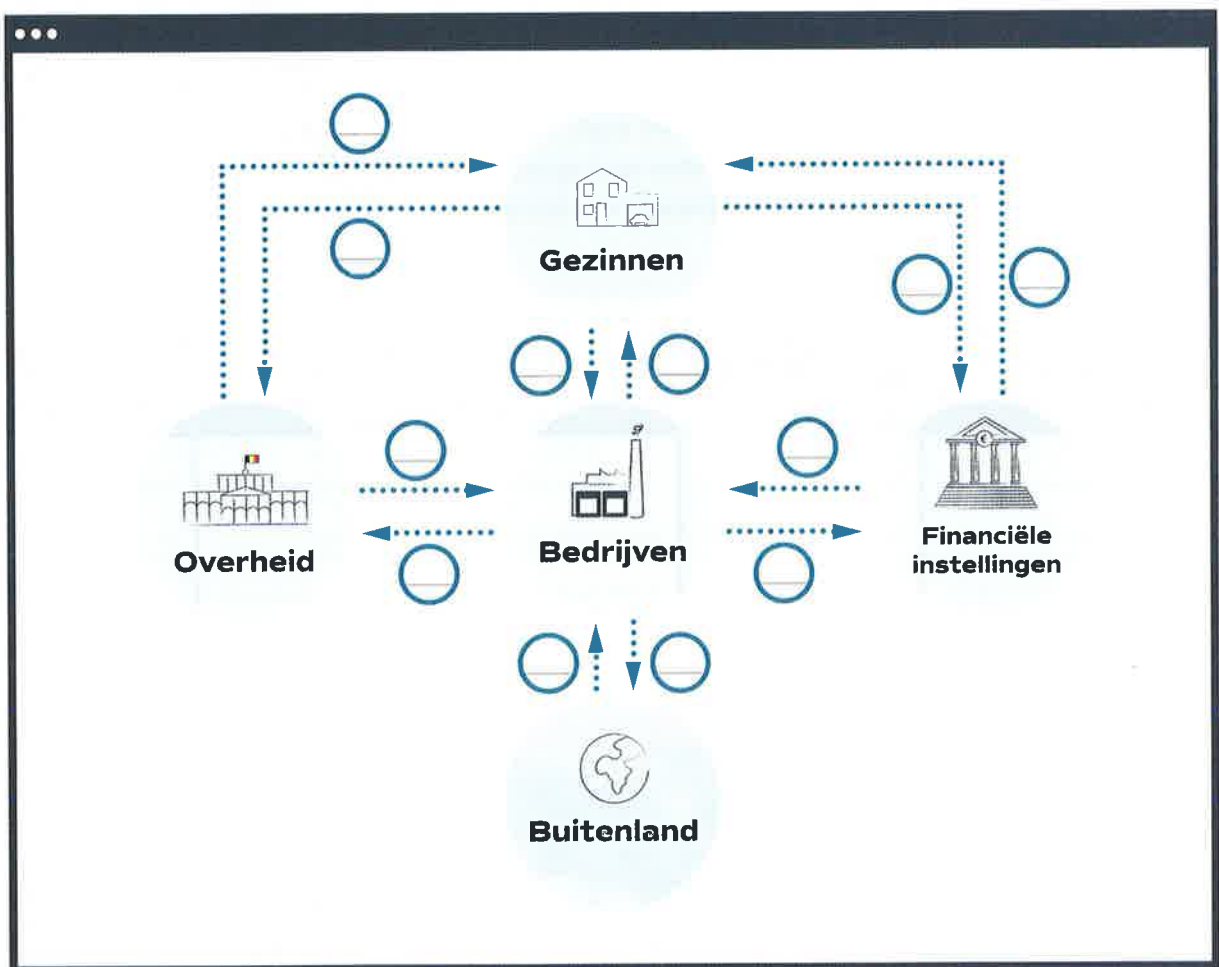 Gezinnen
Overheid
Bedrijven
Financiële
instellingen
Buitenland